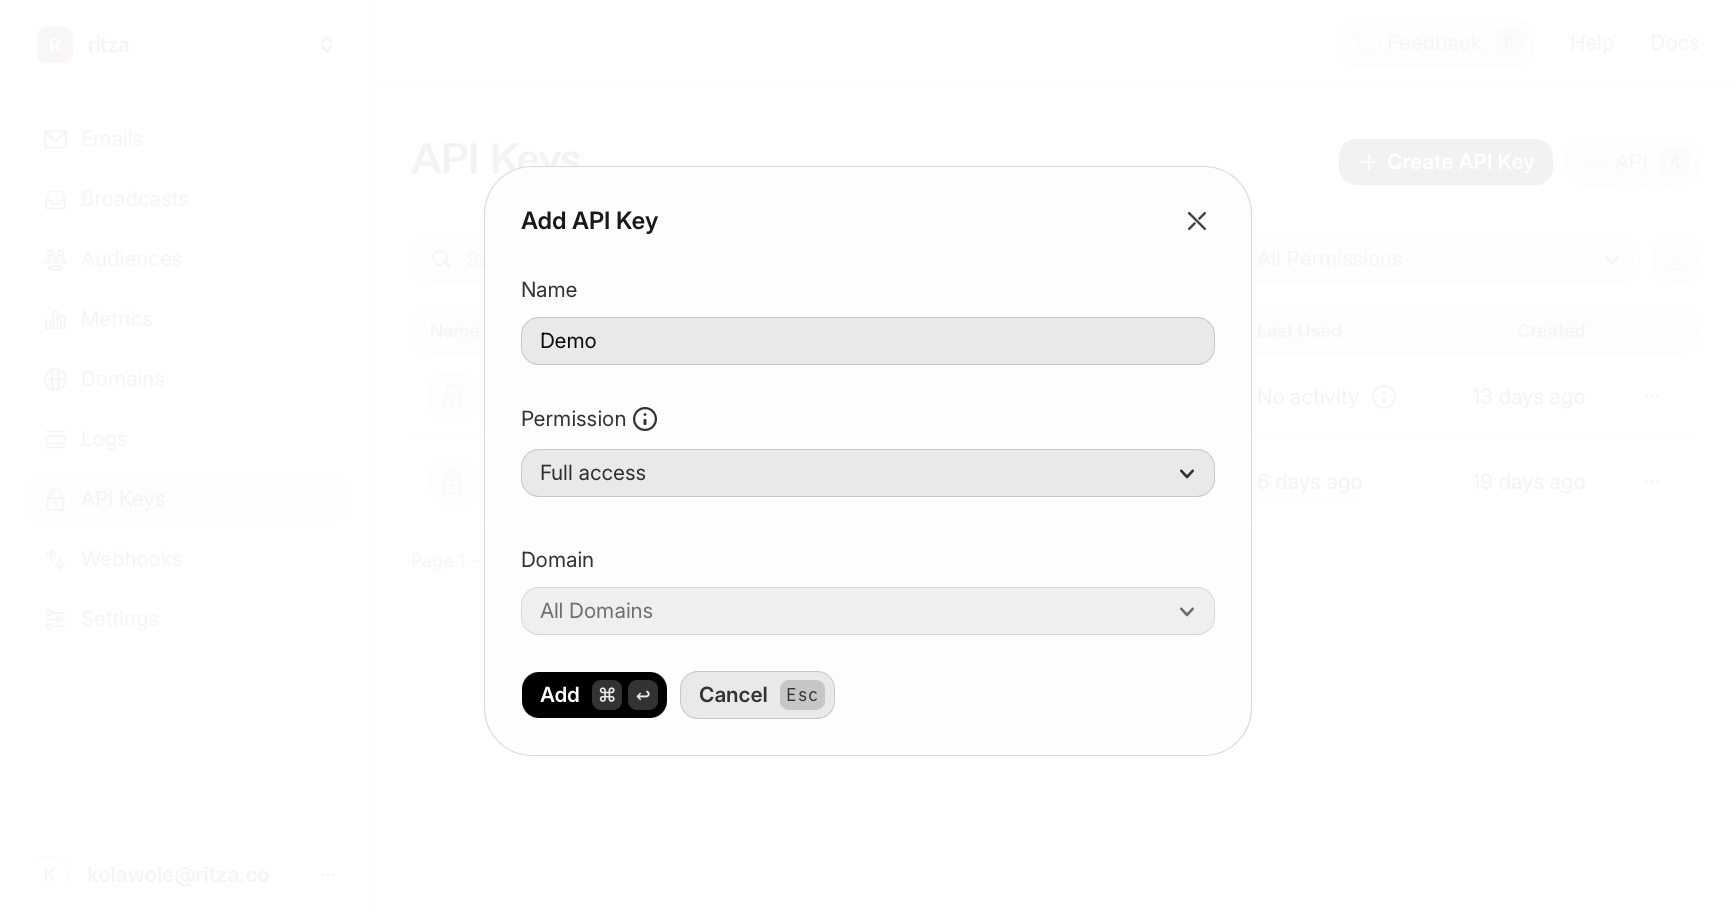 R ritza
Feedback F Help Docs
Emails
Broadcasts
Audiences
Metrics
Domains
Logs
API Keys
Webhooks
Settings
K kolawole@ritza.co ...
API Keys
+ Create API Key
API A
All Permissions
Name
Last Used Created
No activity 13 days ago ...
6 days ago 19 days ago ...
Page 1 –
Add API Key
Name
Demo
Permission
Full access
Domain
All Domains
Add ⌘ ↩ Cancel Esc